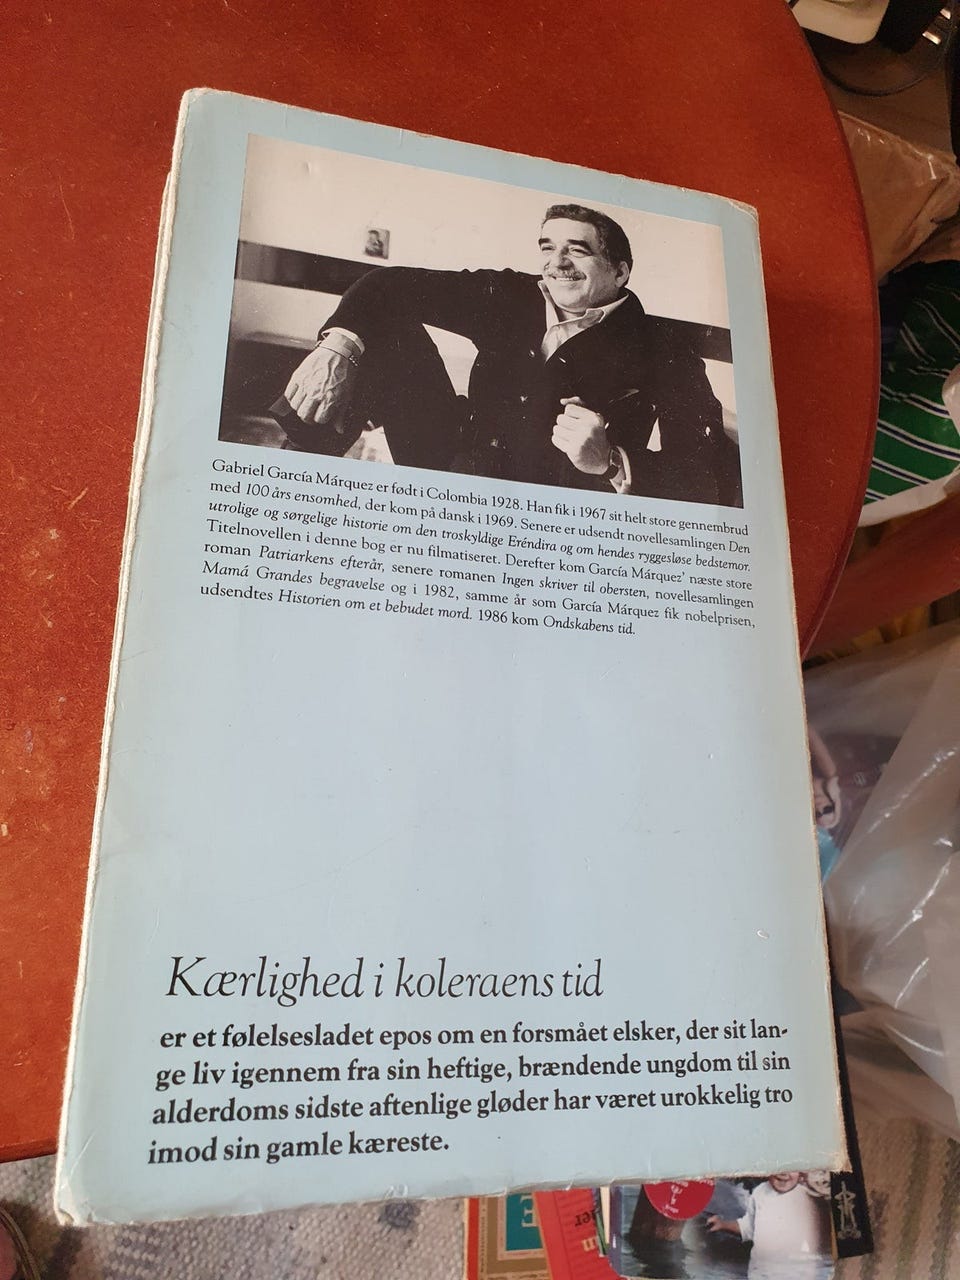 Gabriel García Márquez er født i Colombia 1928. Han fik i 1967 sit helt store gennembrud
med 100 års ensomhed, der kom på dansk i 1969. Senere er udsendt novellesamlingen Den
utrolige og sørgelige historie om den troskyldige Eréndira og om hendes ryggesløse bedstemor.
Titelnovellen i denne bog er nu filmatiseret. Derefter kom García Márquez' næste store
roman Patriarkens efterår, senere romanen Ingen skriver til obersten, novellesamlingen
Mamá Grandes begravelse og i 1982, samme år som García Márquez fik nobelprisen,
udsendtes Historien om et bebudet mord. 1986 kom Ondskabens tid.
Kærlighed i koleraens tid
er et følelsesladet epos om en forsmået elsker, der sit lan-
ge liv igennem fra sin heftige, brændende ungdom til sin
alderdoms sidste aftenlige gløder har været urokkelig tro
imod sin gamle kæreste.